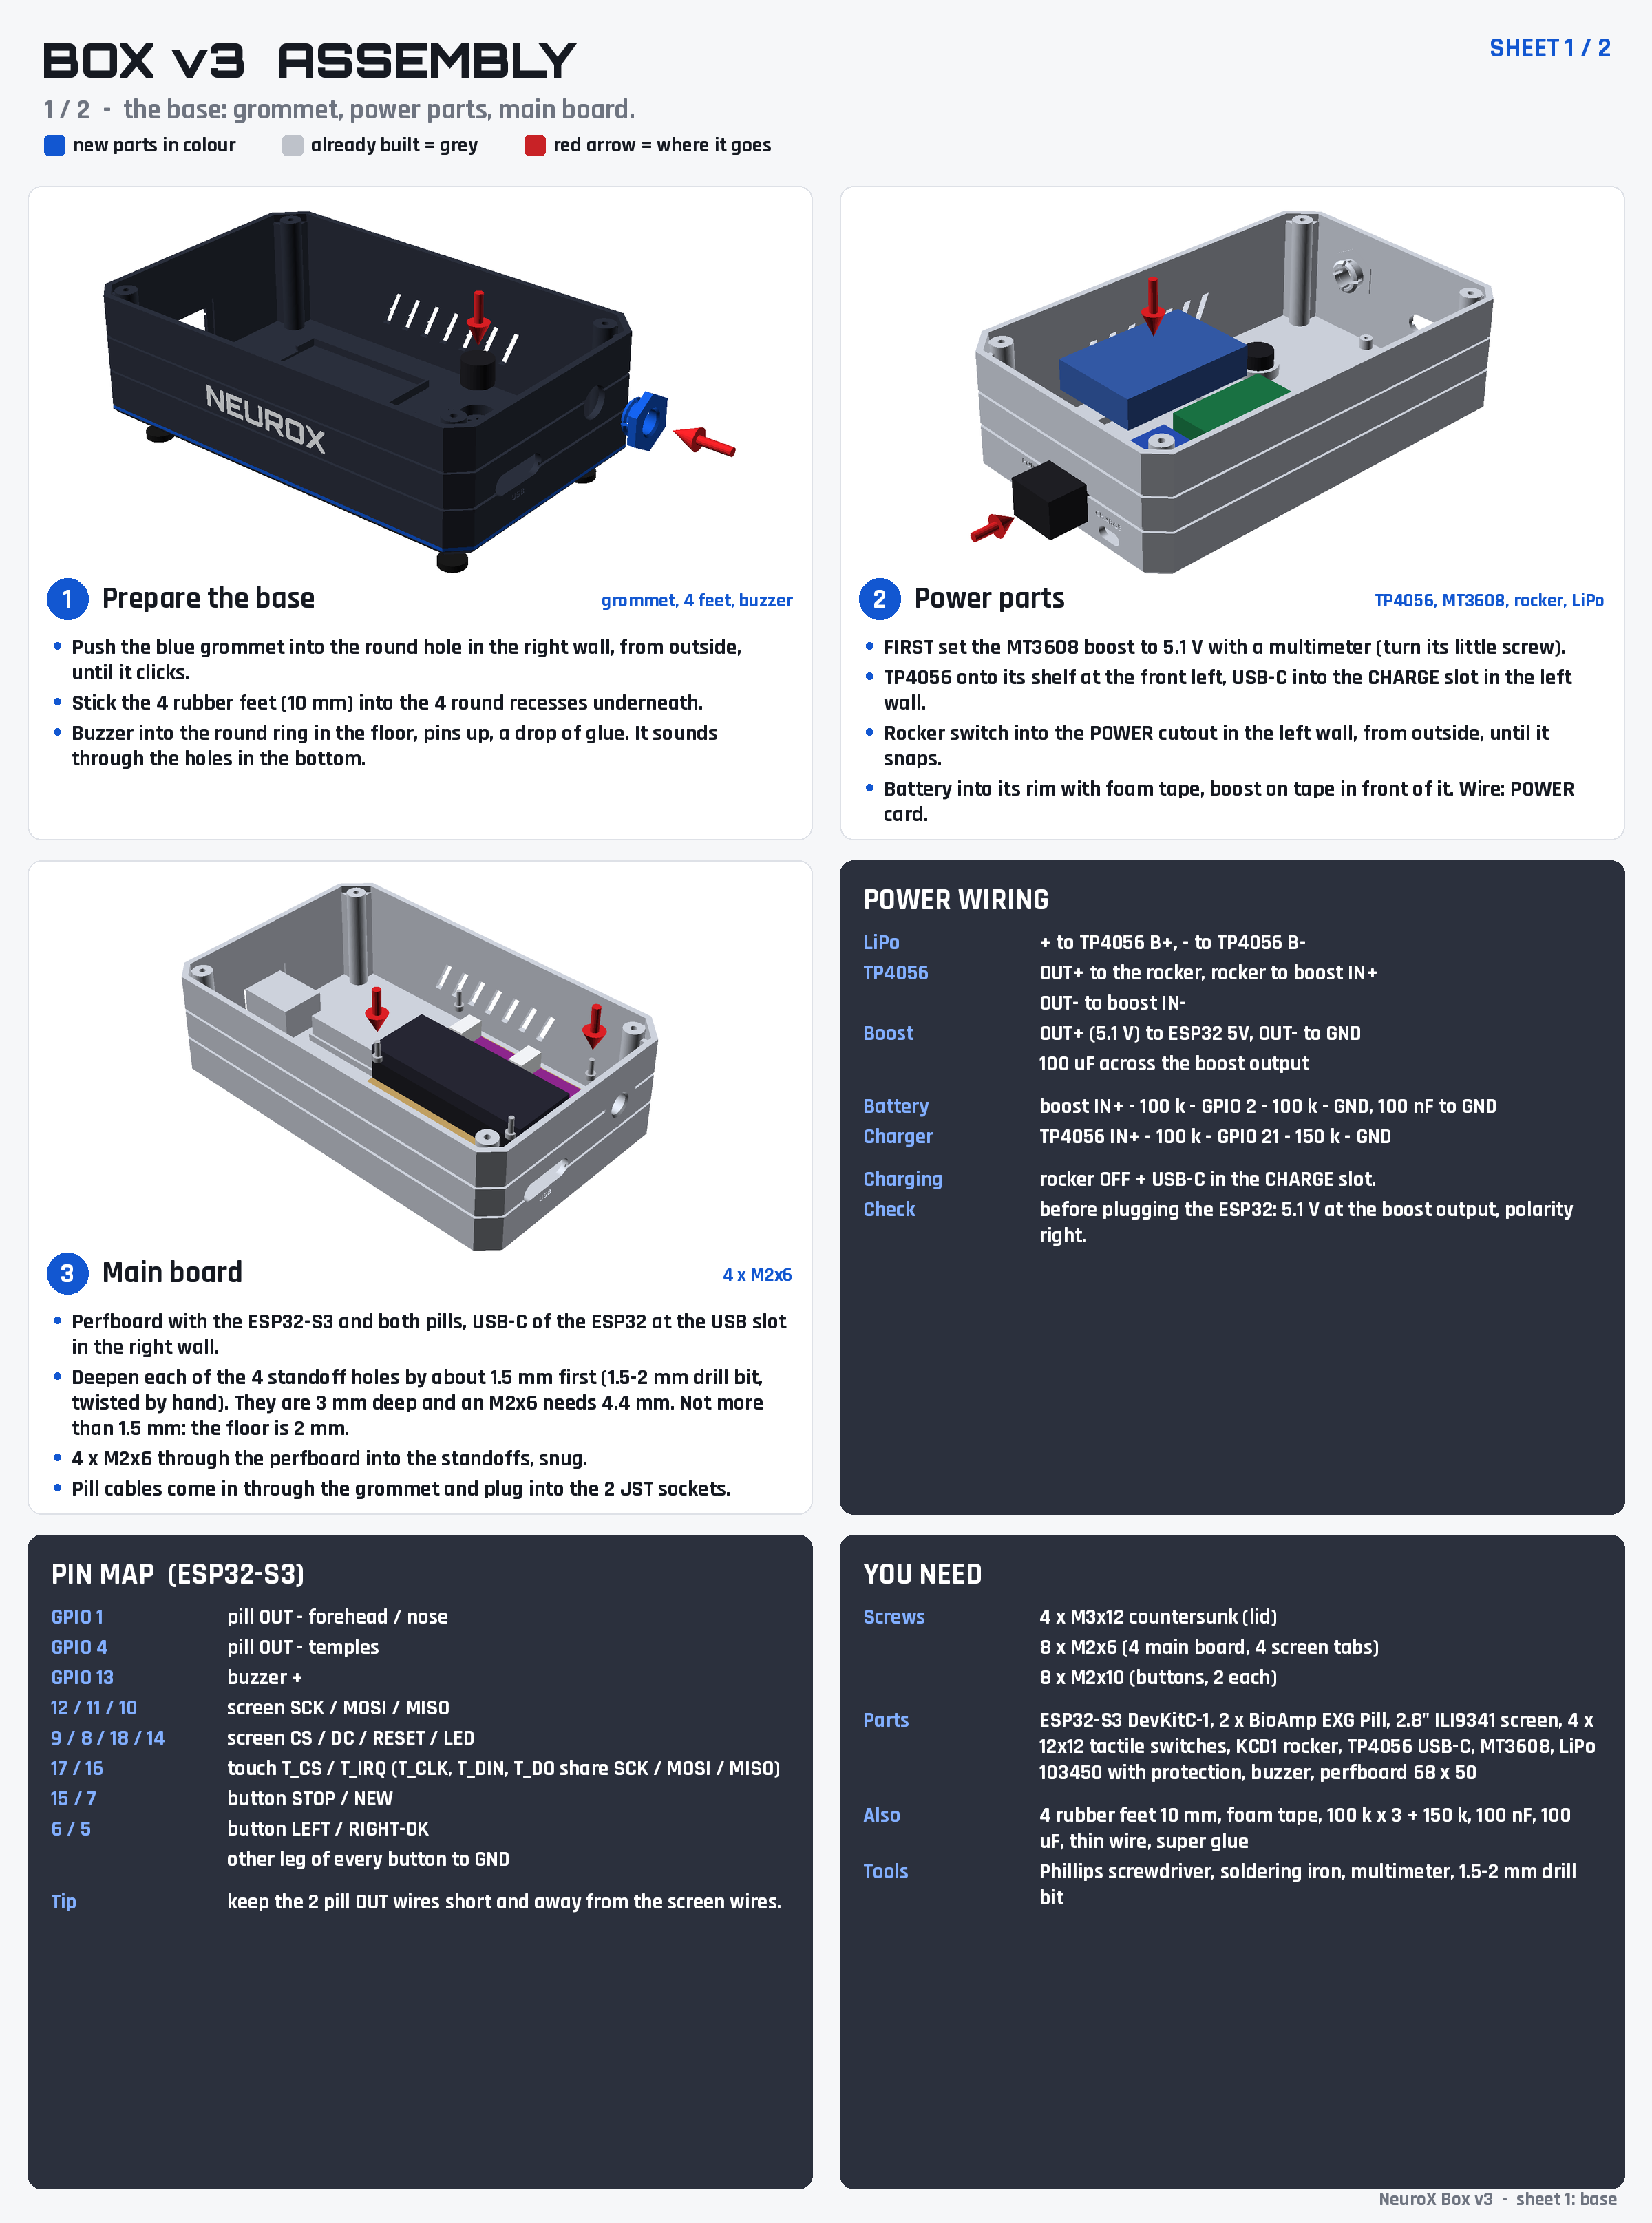 BOX v3 ASSEMBLY
SHEET 1 / 2
1 / 2 - the base: grommet, power parts, main board.
new parts in colour
already built = grey
red arrow = where it goes
NEUROX
USB
1 Prepare the base
grommet, 4 feet, buzzer
• Push the blue grommet into the round hole in the right wall, from outside,
until it clicks.
• Stick the 4 rubber feet (10 mm) into the 4 round recesses underneath.
• Buzzer into the round ring in the floor, pins up, a drop of glue. It sounds
through the holes in the bottom.
2 Power parts
TP4056, MT3608, rocker, LiPo
• FIRST set the MT3608 boost to 5.1 V with a multimeter (turn its little screw).
• TP4056 onto its shelf at the front left, USB-C into the CHARGE slot in the left
wall.
• Rocker switch into the POWER cutout in the left wall, from outside, until it
snaps.
• Battery into its rim with foam tape, boost on tape in front of it. Wire: POWER
card.
USB
3 Main board
4 x M2x6
• Perfboard with the ESP32-S3 and both pills, USB-C of the ESP32 at the USB slot
in the right wall.
• Deepen each of the 4 standoff holes by about 1.5 mm first (1.5-2 mm drill bit,
twisted by hand). They are 3 mm deep and an M2x6 needs 4.4 mm. Not more
than 1.5 mm: the floor is 2 mm.
• 4 x M2x6 through the perfboard into the standoffs, snug.
• Pill cables come in through the grommet and plug into the 2 JST sockets.
POWER WIRING
LiPo + to TP4056 B+, - to TP4056 B-
TP4056 OUT+ to the rocker, rocker to boost IN+
OUT- to boost IN-
Boost OUT+ (5.1 V) to ESP32 5V, OUT- to GND
100 uF across the boost output
Battery boost IN+ - 100 k - GPIO 2 - 100 k - GND, 100 nF to GND
Charger TP4056 IN+ - 100 k - GPIO 21 - 150 k - GND
Charging rocker OFF + USB-C in the CHARGE slot.
Check before plugging the ESP32: 5.1 V at the boost output, polarity
right.
PIN MAP (ESP32-S3)
GPIO 1 pill OUT - forehead / nose
GPIO 4 pill OUT - temples
GPIO 13 buzzer +
12 / 11 / 10 screen SCK / MOSI / MISO
9 / 8 / 18 / 14 screen CS / DC / RESET / LED
17 / 16 touch T_CS / T_IRQ (T_CLK, T_DIN, T_DO share SCK / MOSI / MISO)
15 / 7 button STOP / NEW
6 / 5 button LEFT / RIGHT-OK
other leg of every button to GND
Tip keep the 2 pill OUT wires short and away from the screen wires.
YOU NEED
Screws 4 x M3x12 countersunk (lid)
8 x M2x6 (4 main board, 4 screen tabs)
8 x M2x10 (buttons, 2 each)
Parts ESP32-S3 DevKitC-1, 2 x BioAmp EXG Pill, 2.8" ILI9341 screen, 4 x
12x12 tactile switches, KCD1 rocker, TP4056 USB-C, MT3608, LiPo
103450 with protection, buzzer, perfboard 68 x 50
Also 4 rubber feet 10 mm, foam tape, 100 k x 3 + 150 k, 100 nF, 100
uF, thin wire, super glue
Tools Phillips screwdriver, soldering iron, multimeter, 1.5-2 mm drill
bit
NeuroX Box v3 - sheet 1: base